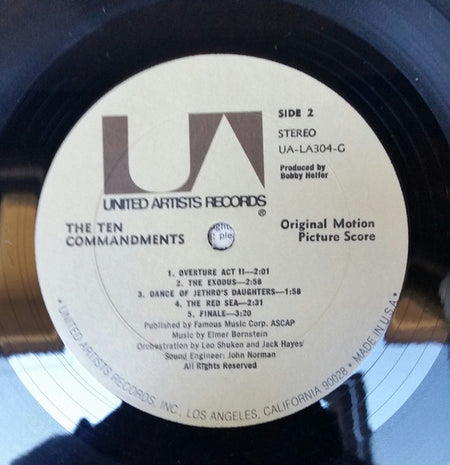 UA
SIDE 2
STEREO
UA-LA304-G
Produced by
Bobby Helfer
UNITED ARTISTS RECORDS
®
THE TEN
COMMANDMENTS
Original Motion
Picture Score
1. OVERTURE ACT II—2:01
2. THE EXODUS—2:58
3. DANCE OF JETHRO'S DAUGHTERS—1:58
4. THE RED SEA—2:31
5. FINALE—3:20
Published by Famous Music Corp. ASCAP
Music by Elmer Bernstein
Orchestration by Leo Shuken and Jack Hayes
Sound Engineer: John Norman
All Rights Reserved
• UNITED ARTISTS RECORDS, INC., LOS ANGELES, CALIFORNIA 90028 • MADE IN U.S.A. •